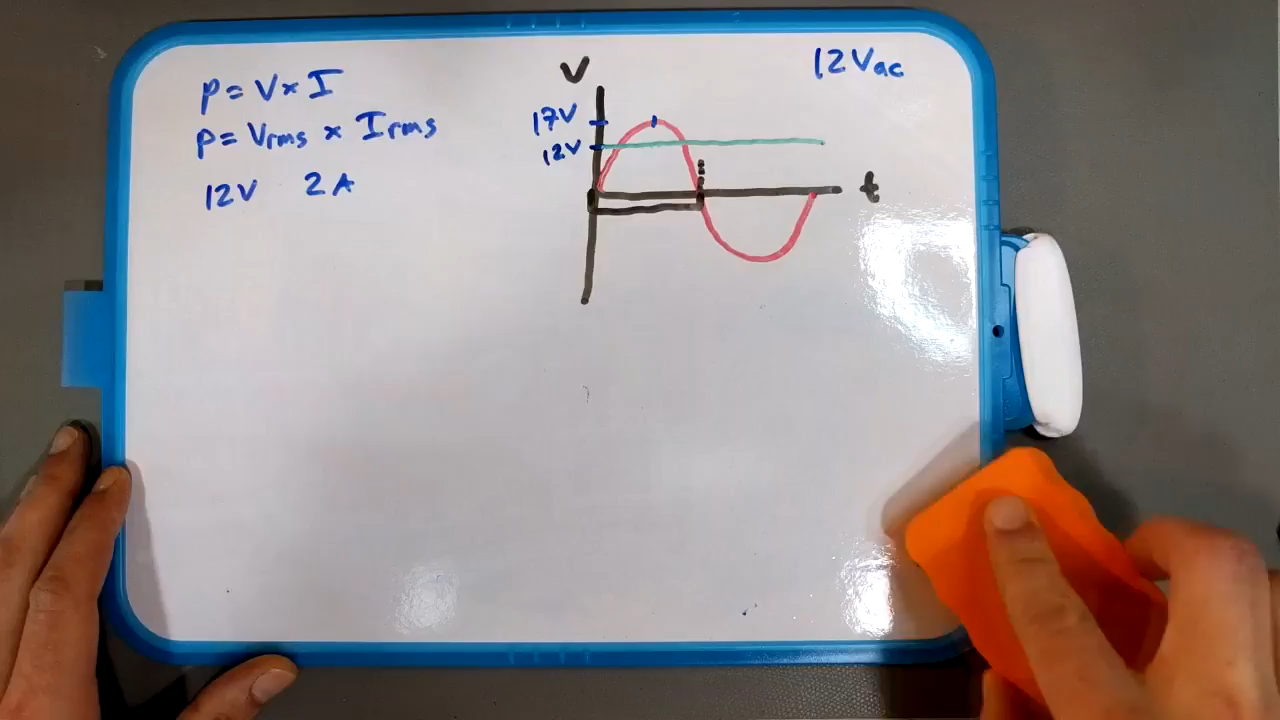 P = V × I
P = Vrms × Irms
12V 2A
V
17V
12V
t
12Vac